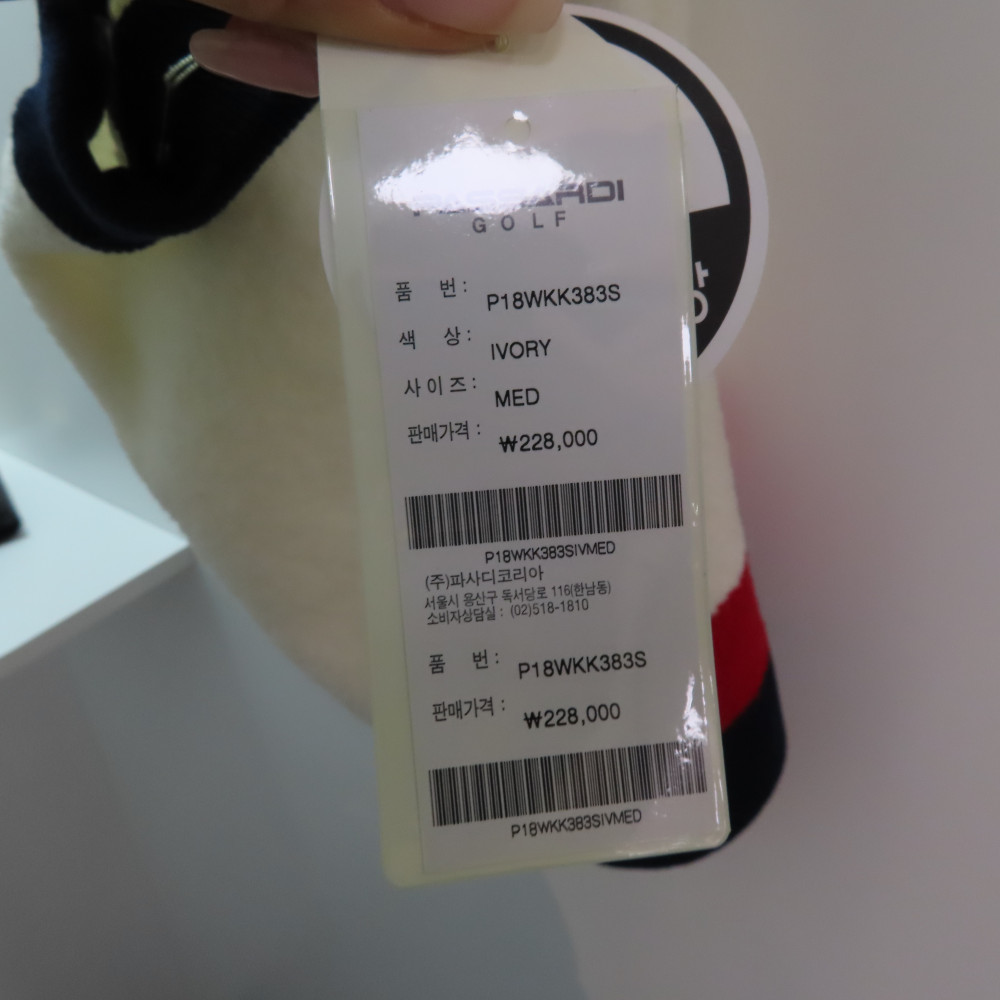 GOLF
품 번 : P18WKK383S
색 상 : IVORY
사이즈 : MED
판매가격 : ₩228,000
P18WKK383SIVMED
(주)파사디코리아
서울시 용산구 독서당로 116(한남동)
소비자상담실 : (02)518-1810
품 번 : P18WKK383S
판매가격 : ₩228,000
P18WKK383SIVMED